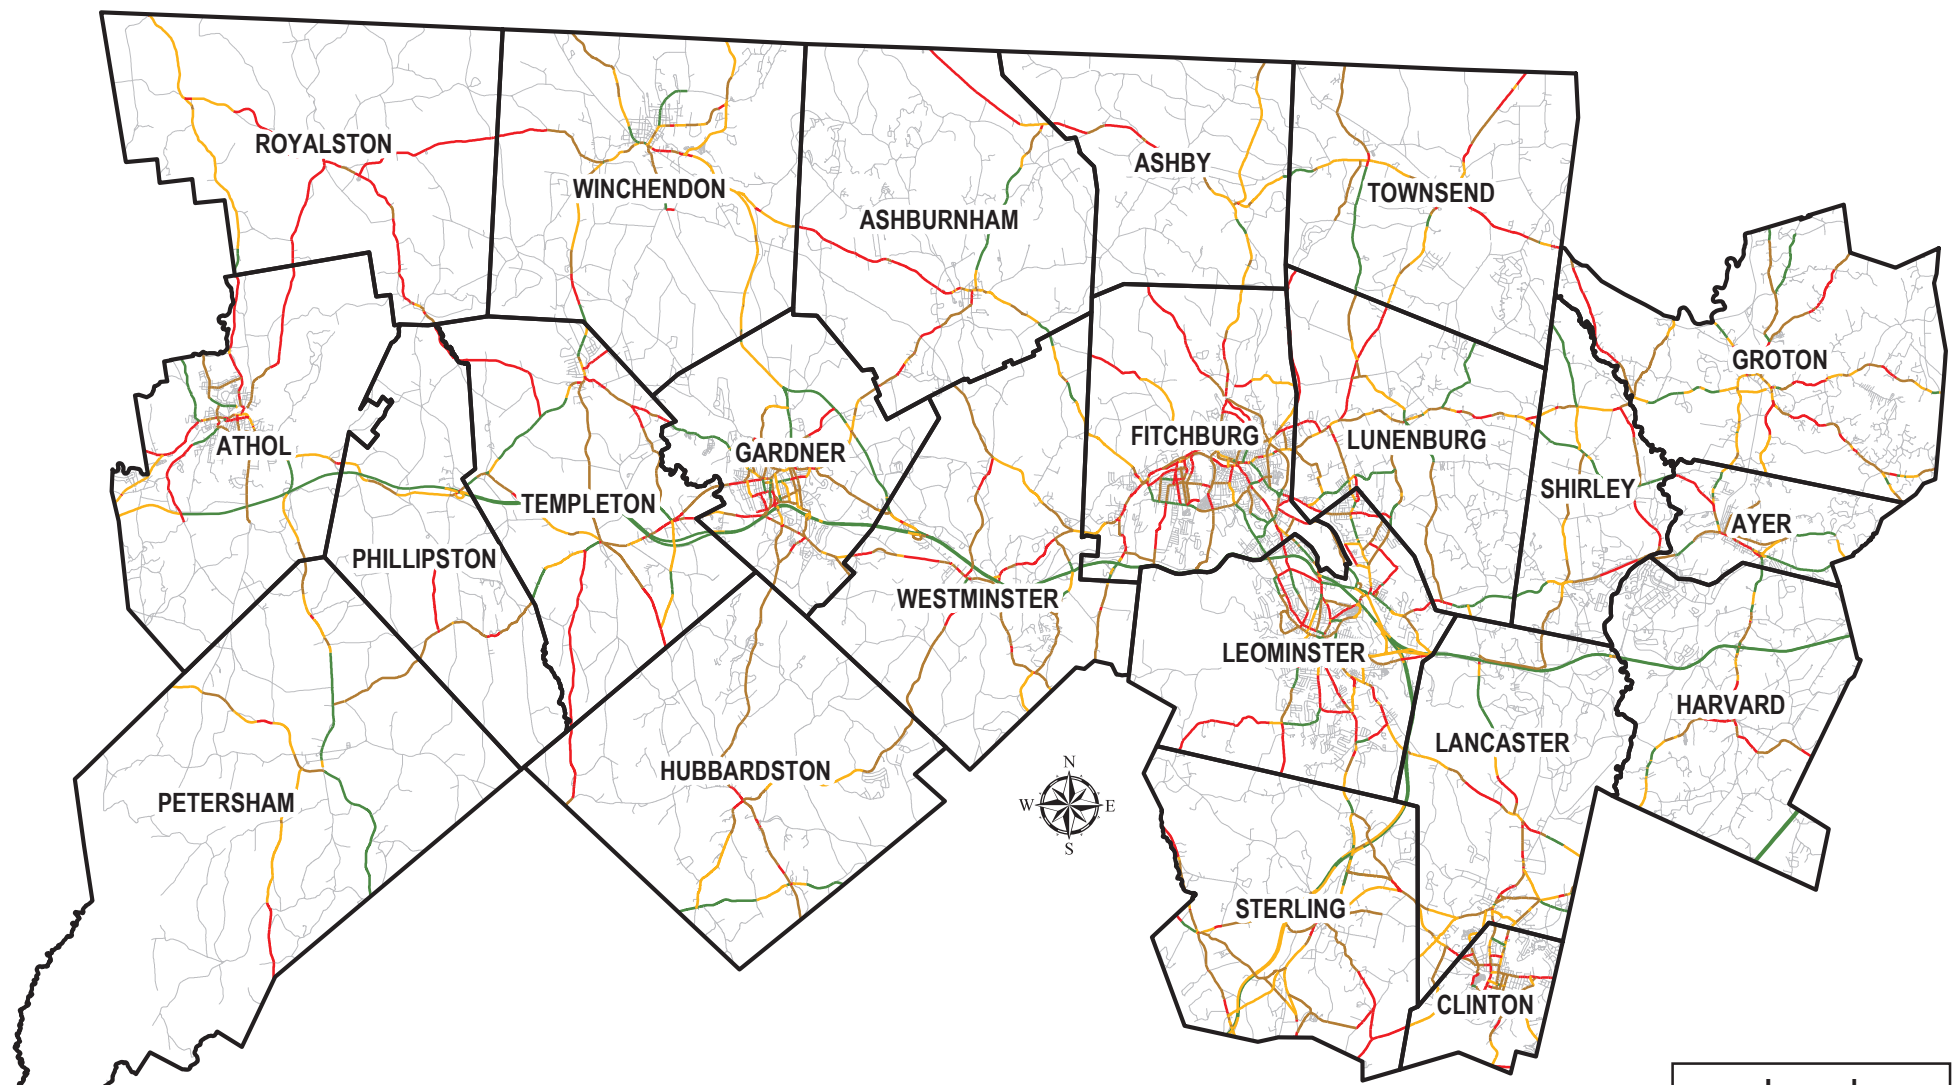 ROYALSTON
WINCHENDON
ASHBURNHAM
ASHBY
TOWNSEND
GROTON
ATHOL
GARDNER
FITCHBURG
LUNENBURG
TEMPLETON
SHIRLEY
AYER
PHILLIPSTON
WESTMINSTER
LEOMINSTER
HARVARD
LANCASTER
HUBBARDSTON
PETERSHAM
N
W
E
S
STERLING
CLINTON